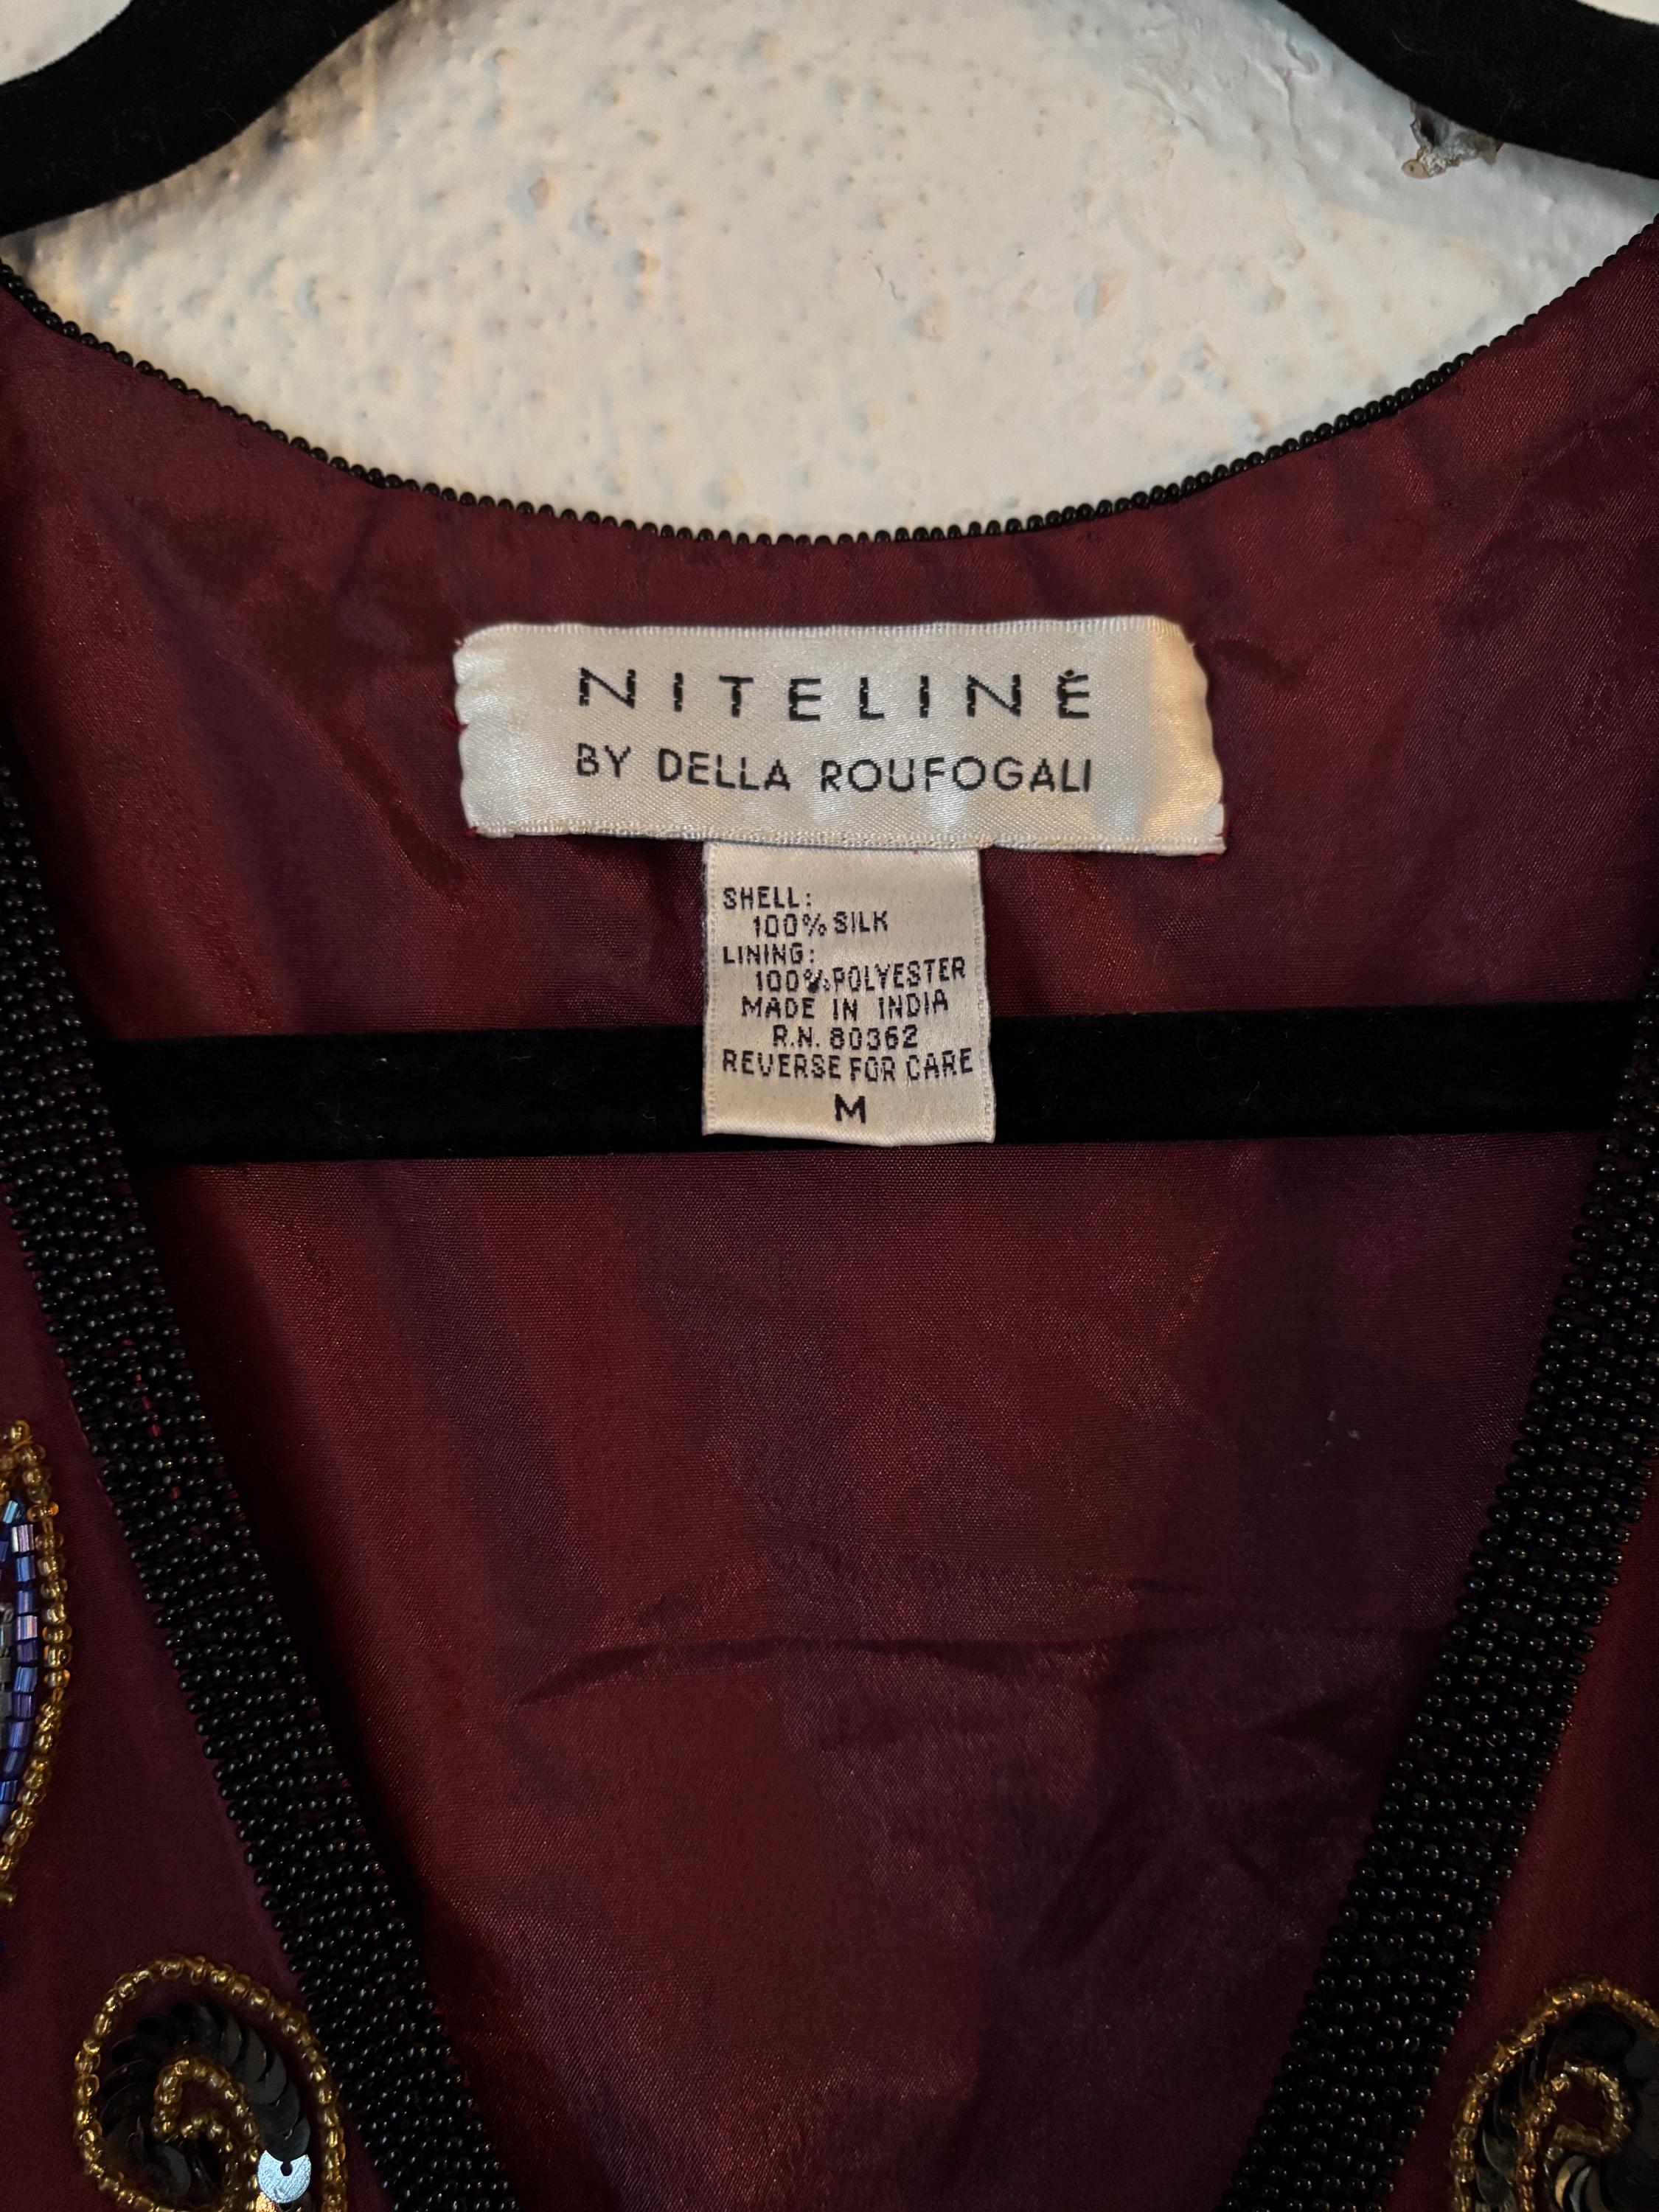 NITELINÉ
BY DELLA ROUFOGALI
SHELL:
100% SILK
LINING:
100% POLYESTER
MADE IN INDIA
R.N. 80362
REVERSE FOR CARE
M